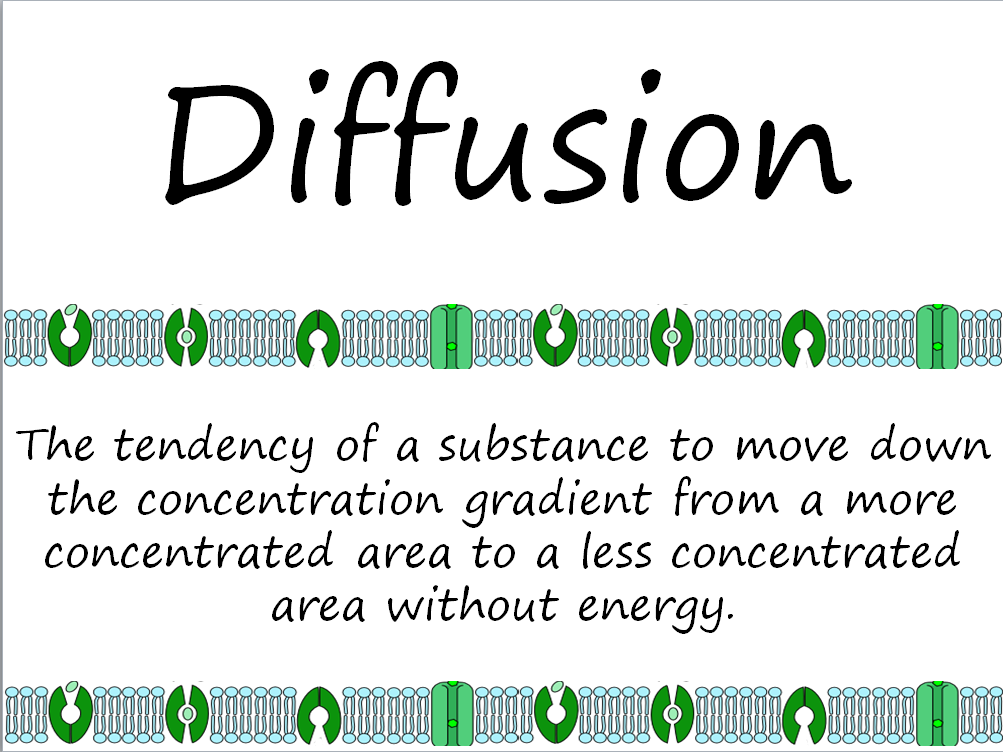 Diffusion
The tendency of a substance to move down
the concentration gradient from a more
concentrated area to a less concentrated
area without energy.